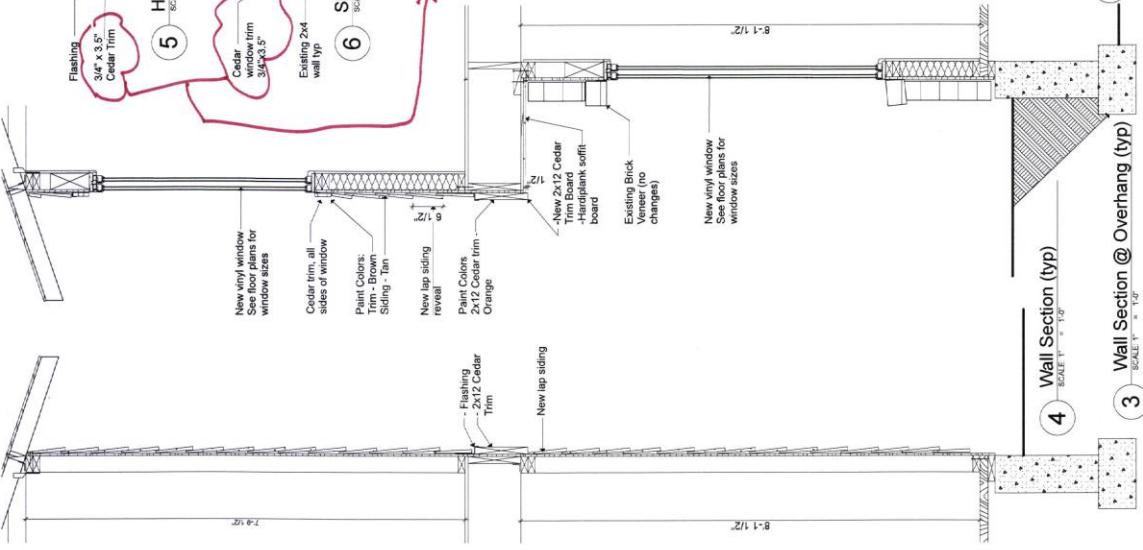 Flashing
3/4" x 3.5"
Cedar Trim
5
H
Cedar
window trim
3/4"x3.5"
Existing 2x4
wall typ
6
S
New vinyl window
See floor plans for
window sizes
Cedar trim, all
sides of window
Paint Colors:
Trim - Brown
Siding - Tan
New lap siding
reveal
6 1/2"
Paint Colors
2x12 Cedar trim -
Orange
1/2"
-New 2x12 Cedar
Trim Board
-Hardiplank soffit
board
Existing Brick
Veneer (no
changes)
New vinyl window
See floor plans for
window sizes
8'-1 1/2"
- Flashing
- 2x12 Cedar
Trim
New lap siding
8'-1 1/2"
4
Wall Section (typ)
SCALE: 1" = 1'-0"
3
Wall Section @ Overhang (typ)
SCALE: 1" = 1'-0"